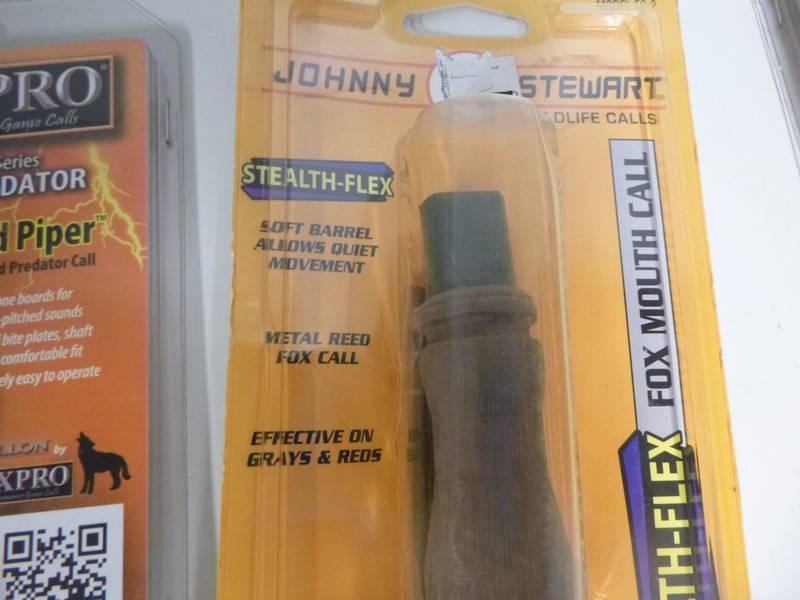 PRO
Game Calls
Series
DATOR
d Piper™
d Predator Call
one boards for
-pitched sounds
bite plates, shaft
comfortable fit
ely easy to operate
LLON by
XPRO
JOHNNY STEWART
DLIFE CALLS
STEALTH-FLEX
SOFT BARREL
ALLOWS QUIET
MOVEMENT
METAL REED
FOX CALL
EFFECTIVE ON
GRAYS & REDS
FOX MOUTH CALL
TH-FLEX